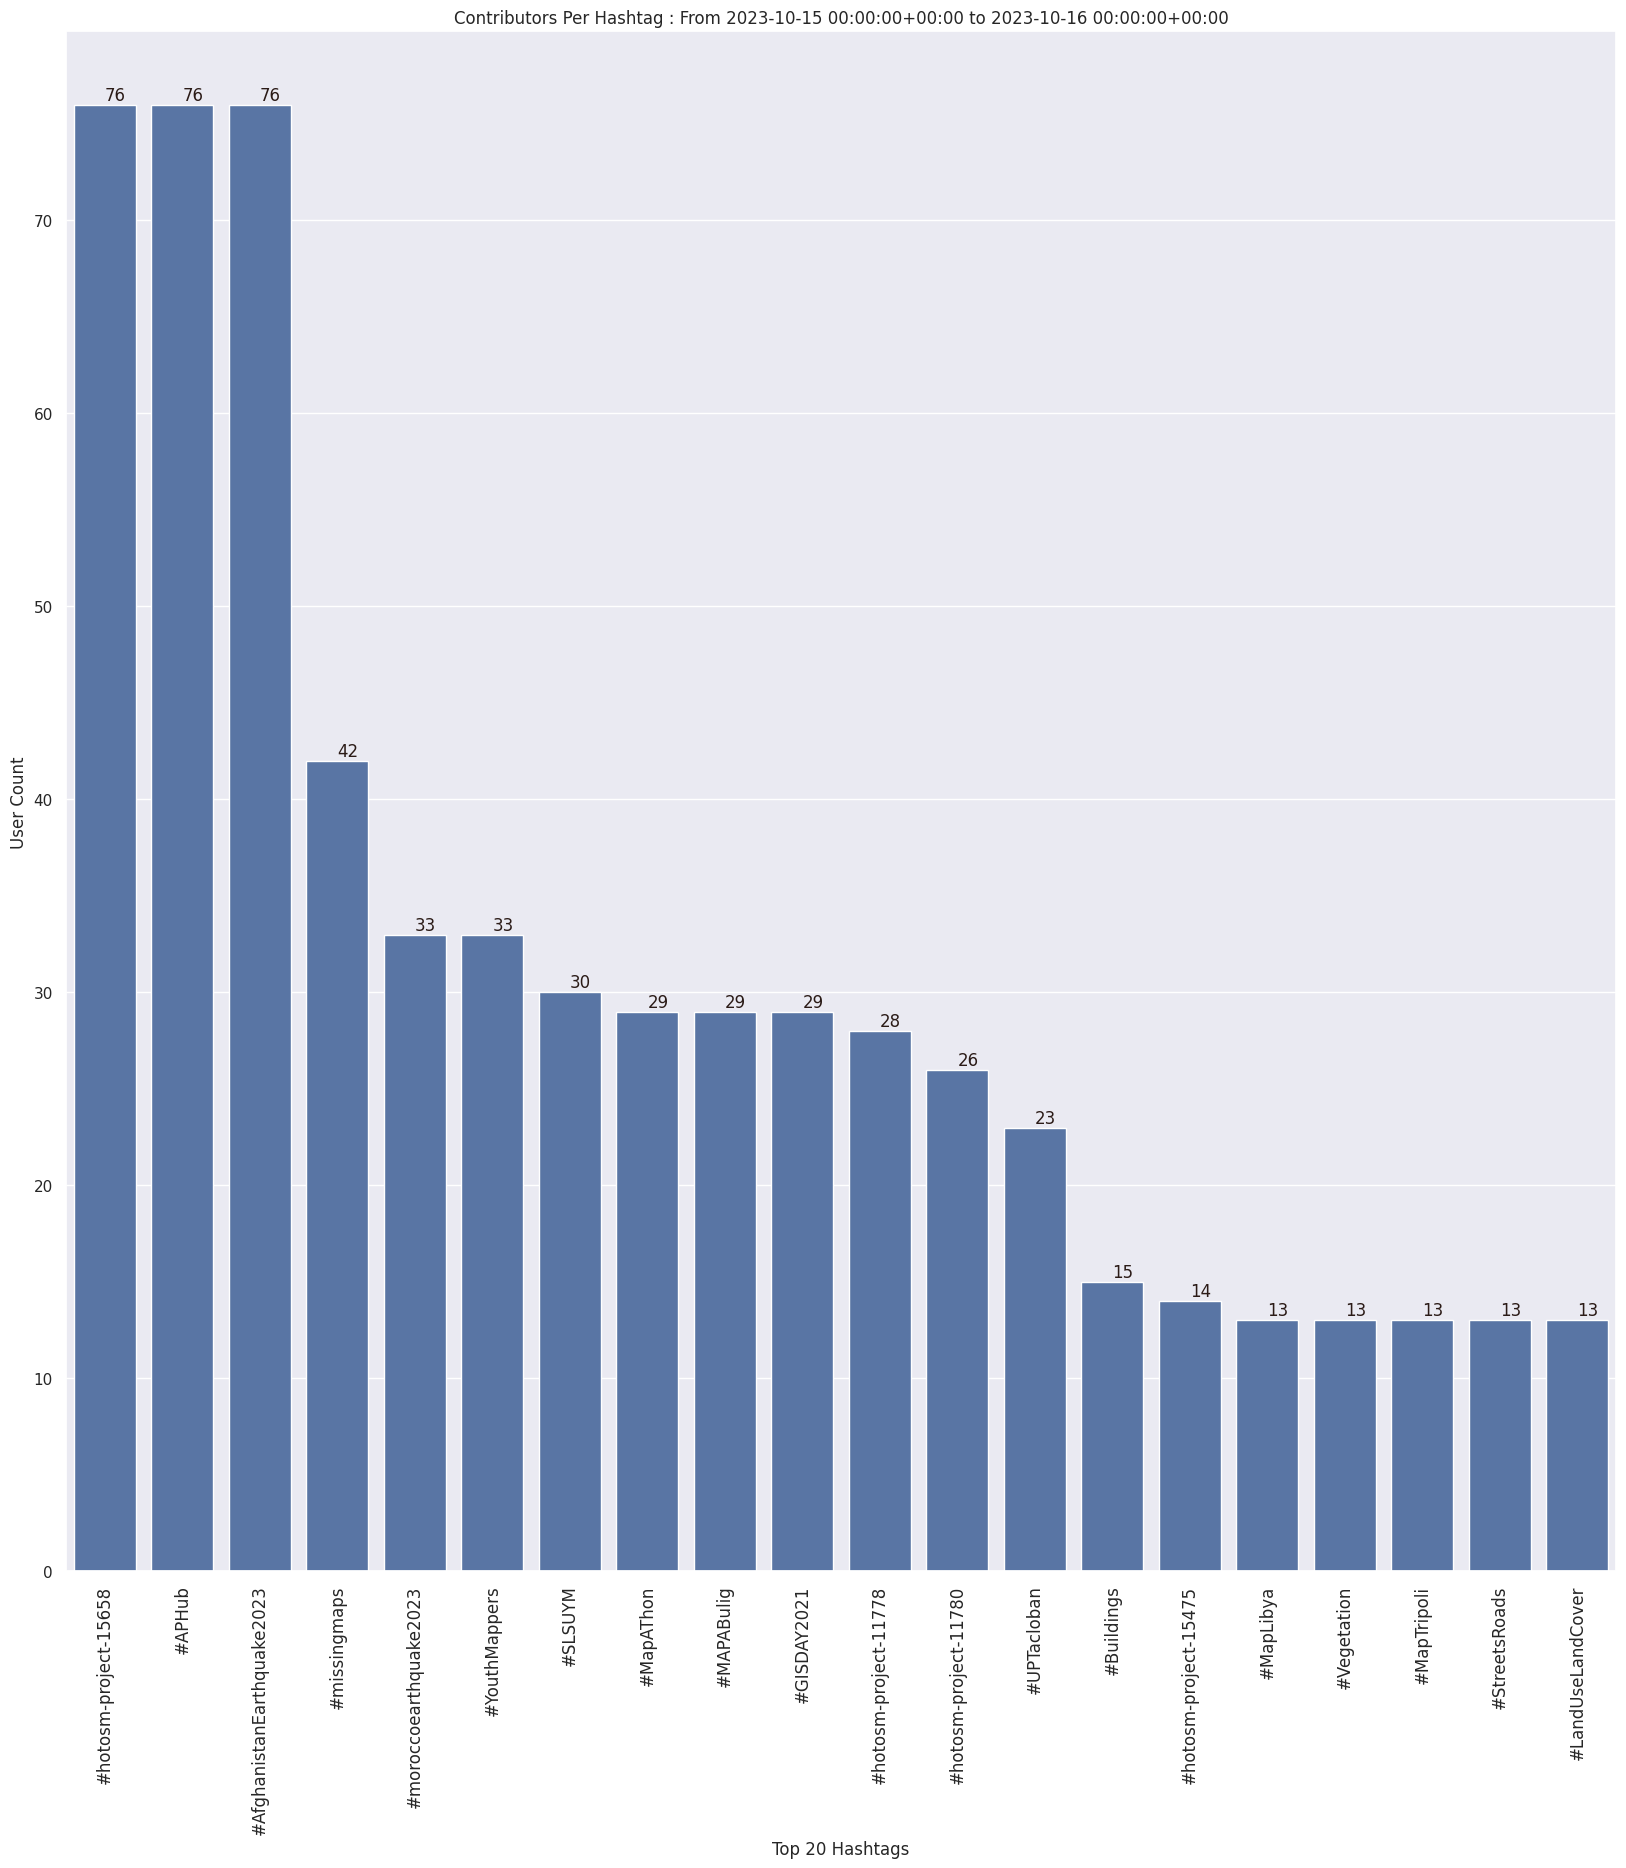 Contributors Per Hashtag : From 2023-10-15 00:00:00+00:00 to 2023-10-16 00:00:00+00:00
76
76
76
42
33
33
30
29
29
29
28
26
23
15
14
13
13
13
13
13
70
60
50
40
30
20
10
0
User Count
#hotosm-project-15658
#APHub
#AfghanistanEarthquake2023
#missingmaps
#moroccoearthquake2023
#YouthMappers
#SLSUYM
#MapAThon
#MAPABulig
#GISDAY2021
#hotosm-project-11778
#hotosm-project-11780
#UPTacloban
#Buildings
#hotosm-project-15475
#MapLibya
#Vegetation
#MapTripoli
#StreetsRoads
#LandUseLandCover
Top 20 Hashtags